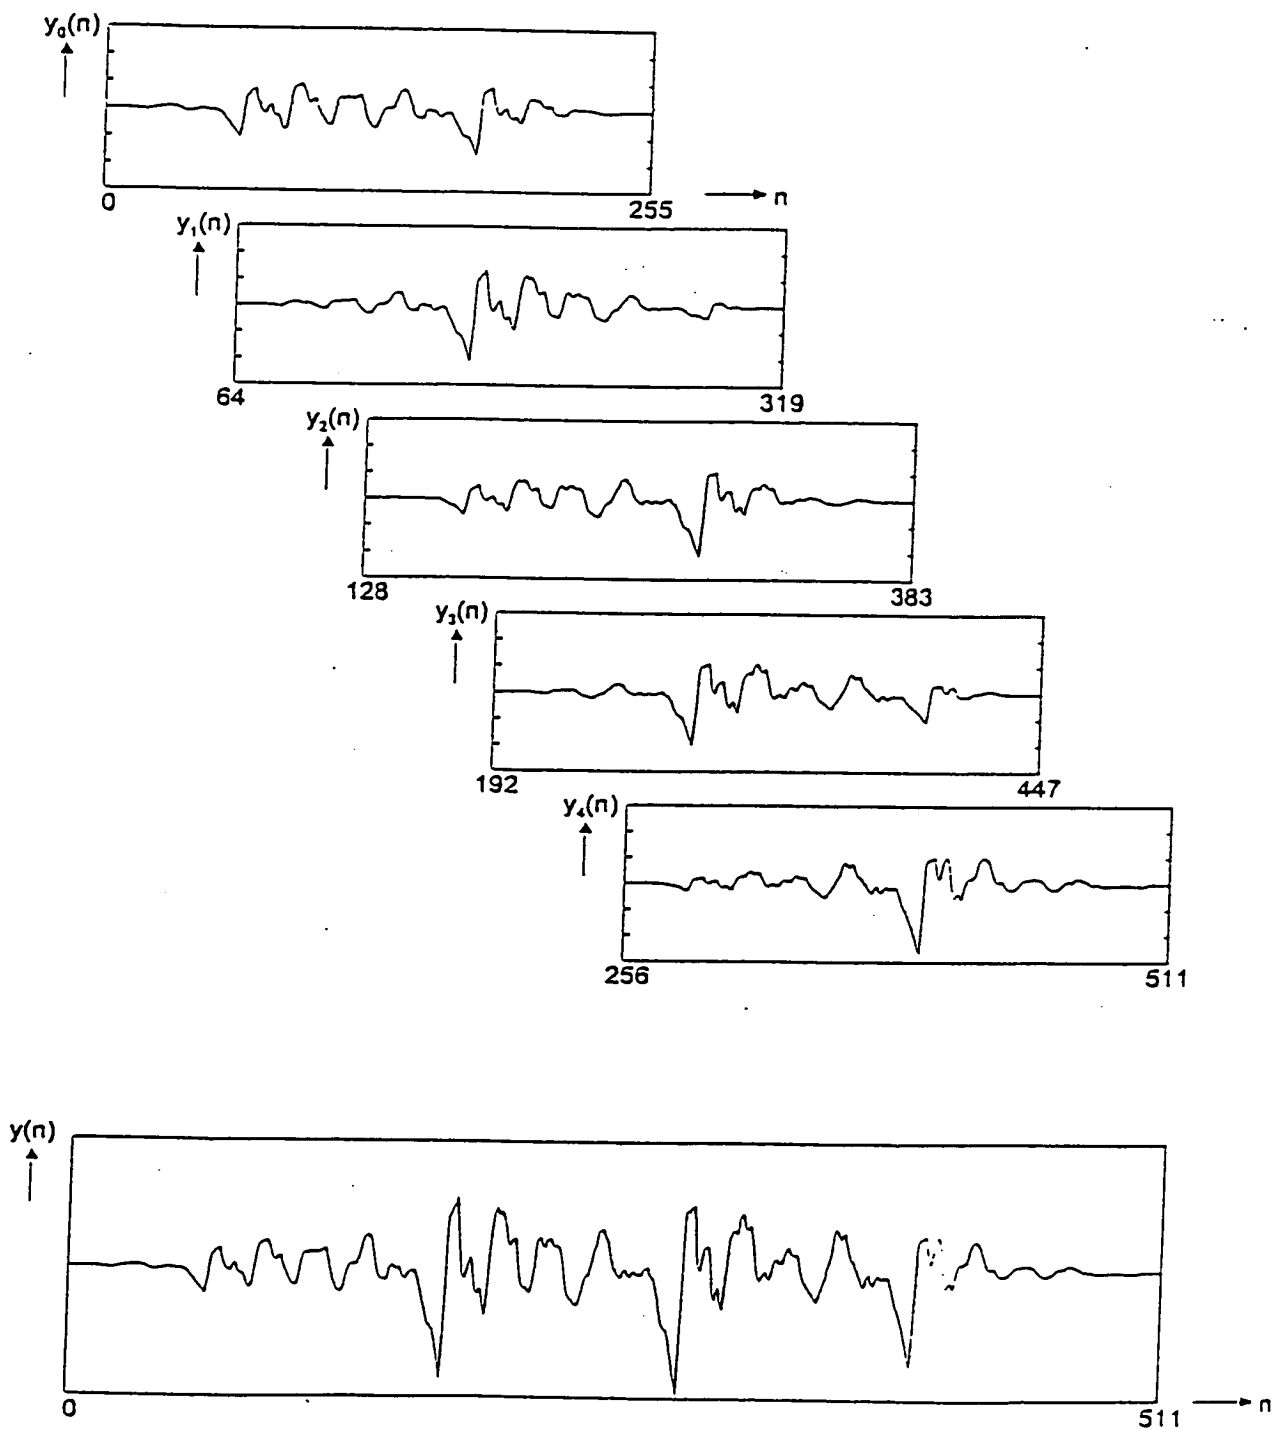 y₀(n)
0 255 n
y₁(n)
64 319
y₂(n)
128 383
y₃(n)
192 447
y₄(n)
256 511
y(n)
0 511 n